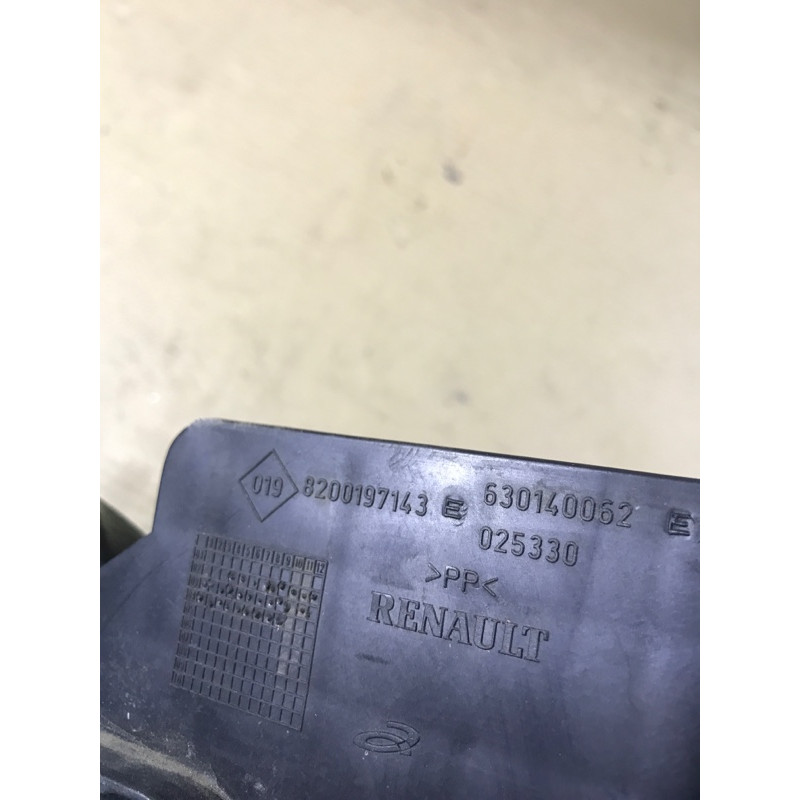 019 8200197143 E 630140062 E
025330
>PP<
RENAULT